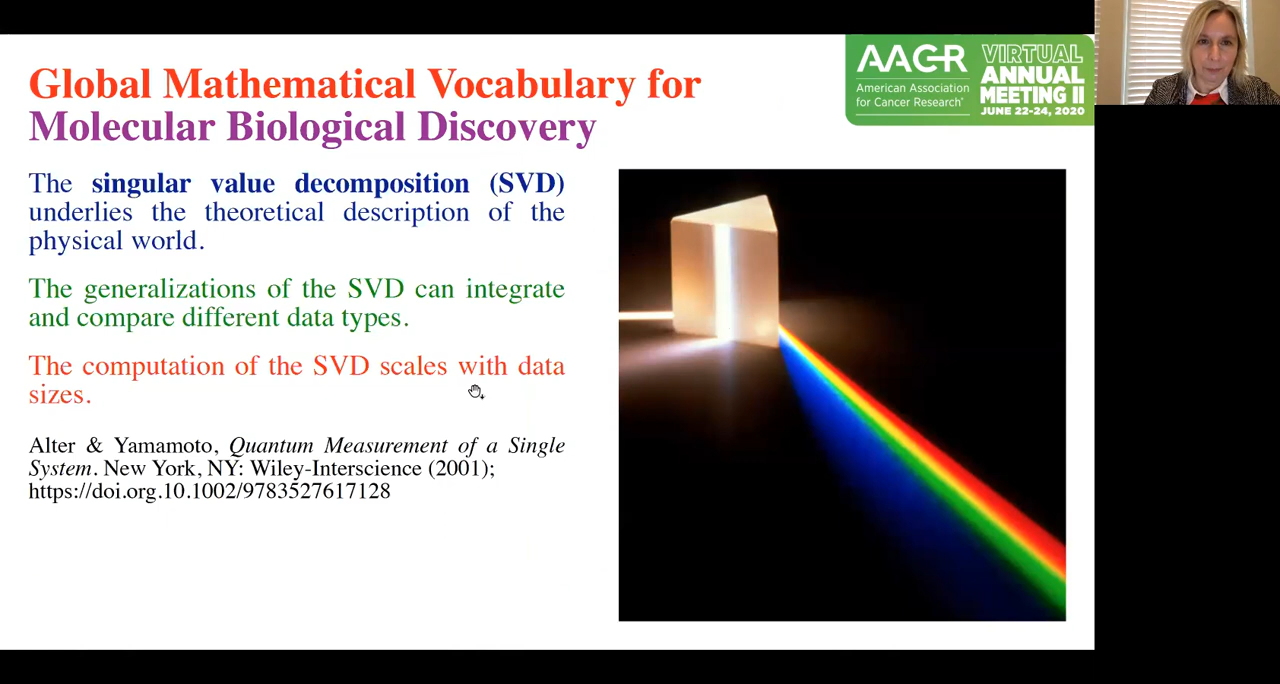 Global Mathematical Vocabulary for
Molecular Biological Discovery
The singular value decomposition (SVD)
underlies the theoretical description of the
physical world.
The generalizations of the SVD can integrate
and compare different data types.
The computation of the SVD scales with data
sizes.
Alter & Yamamoto, Quantum Measurement of a Single
System. New York, NY: Wiley-Interscience (2001);
https://doi.org.10.1002/9783527617128
AACR
American Association
for Cancer Research®
VIRTUAL
ANNUAL
MEETING II
JUNE 22-24, 2020